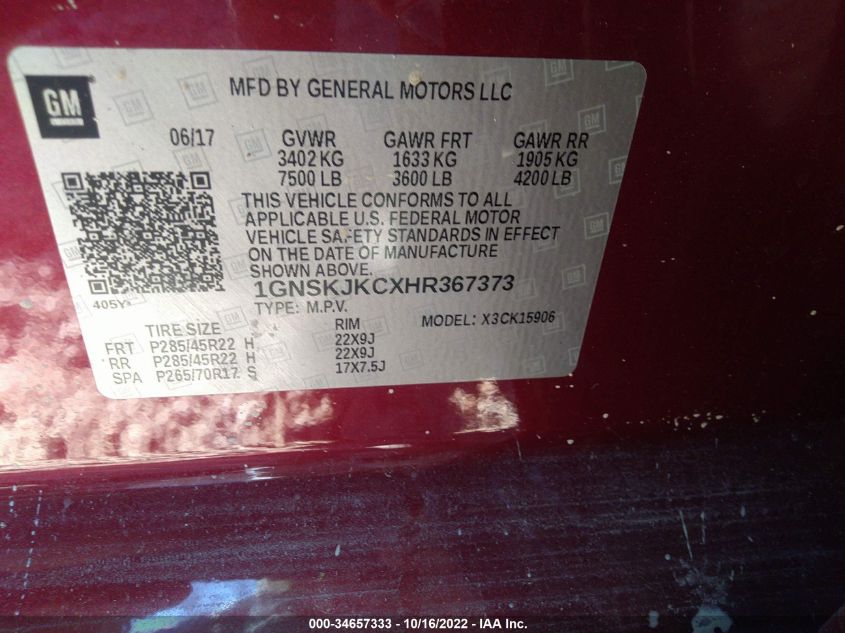 GM
MFD BY GENERAL MOTORS LLC
06/17 GVWR GAWR FRT GAWR RR
3402 KG 1633 KG 1905 KG
7500 LB 3600 LB 4200 LB
THIS VEHICLE CONFORMS TO ALL
APPLICABLE U.S. FEDERAL MOTOR
VEHICLE SAFETY STANDARDS IN EFFECT
ON THE DATE OF MANUFACTURE
SHOWN ABOVE.
405Y
1GNSKJKCXHR367373
TYPE: M.P.V. MODEL: X3CK15906
TIRE SIZE RIM
FRT P285/45R22 H 22X9J
RR P285/45R22 H 22X9J
SPA P265/70R17 S 17X7.5J
000-34657333 - 10/16/2022 - IAA Inc.